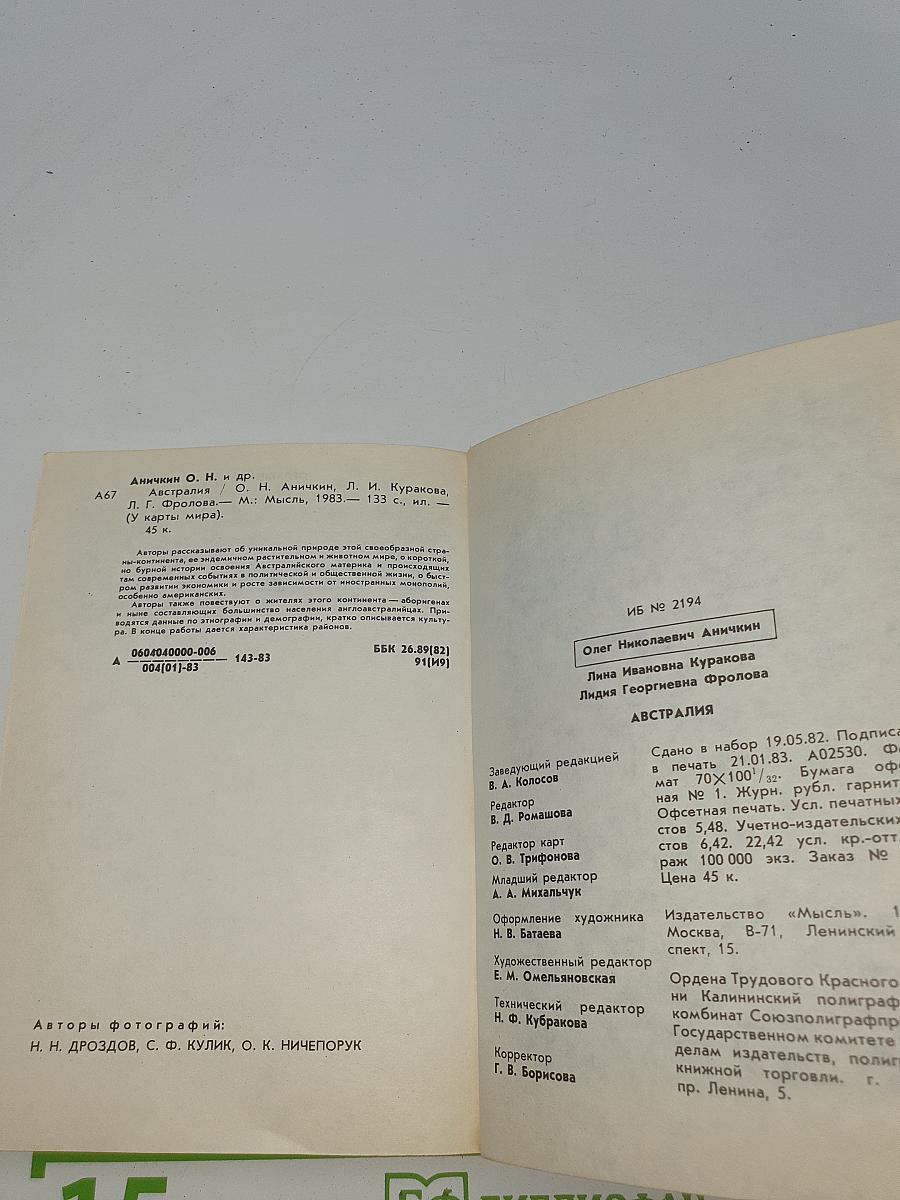 Аничкин О. Н. и др.
А67 Австралия / О. Н. Аничкин, Л. И. Куракова,
Л. Г. Фролова.— М.: Мысль, 1983.— 133 с., ил. —
(У карты мира).
45 к.
Авторы рассказывают об уникальной природе этой своеобразной стра-
ны-континента, ее эндемичном растительном и животном мире, о короткой,
но бурной истории освоения Австралийского материка и происходящих
там современных событиях в политической и общественной жизни, о быст-
ром развитии экономики и росте зависимости от иностранных монополий,
особенно американских.
Авторы также повествуют о жителях этого континента — аборигенах
и ныне составляющих большинство населения англоавстралийцах. При-
водятся данные по этнографии и демографии, кратко описывается культу-
ра. В конце работы дается характеристика районов.
А 0604040000-006 143-83
004(01)-83
ББК 26.89(82)
91(И9)
Авторы фотографий:
Н. Н. ДРОЗДОВ, С. Ф. КУЛИК, О. К. НИЧЕПОРУК
ИБ № 2194
Олег Николаевич Аничкин
Лина Ивановна Куракова
Лидия Георгиевна Фролова
АВСТРАЛИЯ
Заведующий редакцией
В. А. Колосов
Редактор
В. Д. Ромашова
Редактор карт
О. В. Трифонова
Младший редактор
А. А. Михальчук
Оформление художника
Н. В. Батаева
Художественный редактор
Е. М. Омельяновская
Технический редактор
Н. Ф. Кубракова
Корректор
Г. В. Борисова
Сдано в набор 19.05.82. Подписа
в печать 21.01.83. А02530. Фо
мат 70×100 1/32. Бумага оф
ная № 1. Журн. рубл. гарнит
Офсетная печать. Усл. печатных
стов 5,48. Учетно-издательских
стов 6,42. 22,42 усл. кр.-отт.
раж 100 000 экз. Заказ №
Цена 45 к.
Издательство «Мысль». 1
Москва, В-71, Ленинский
спект, 15.
Ордена Трудового Красного
ни Калининский полиграф
комбинат Союзполиграфпр
Государственном комитете
делам издательств, полиг
книжной торговли. г.
пр. Ленина, 5.
15